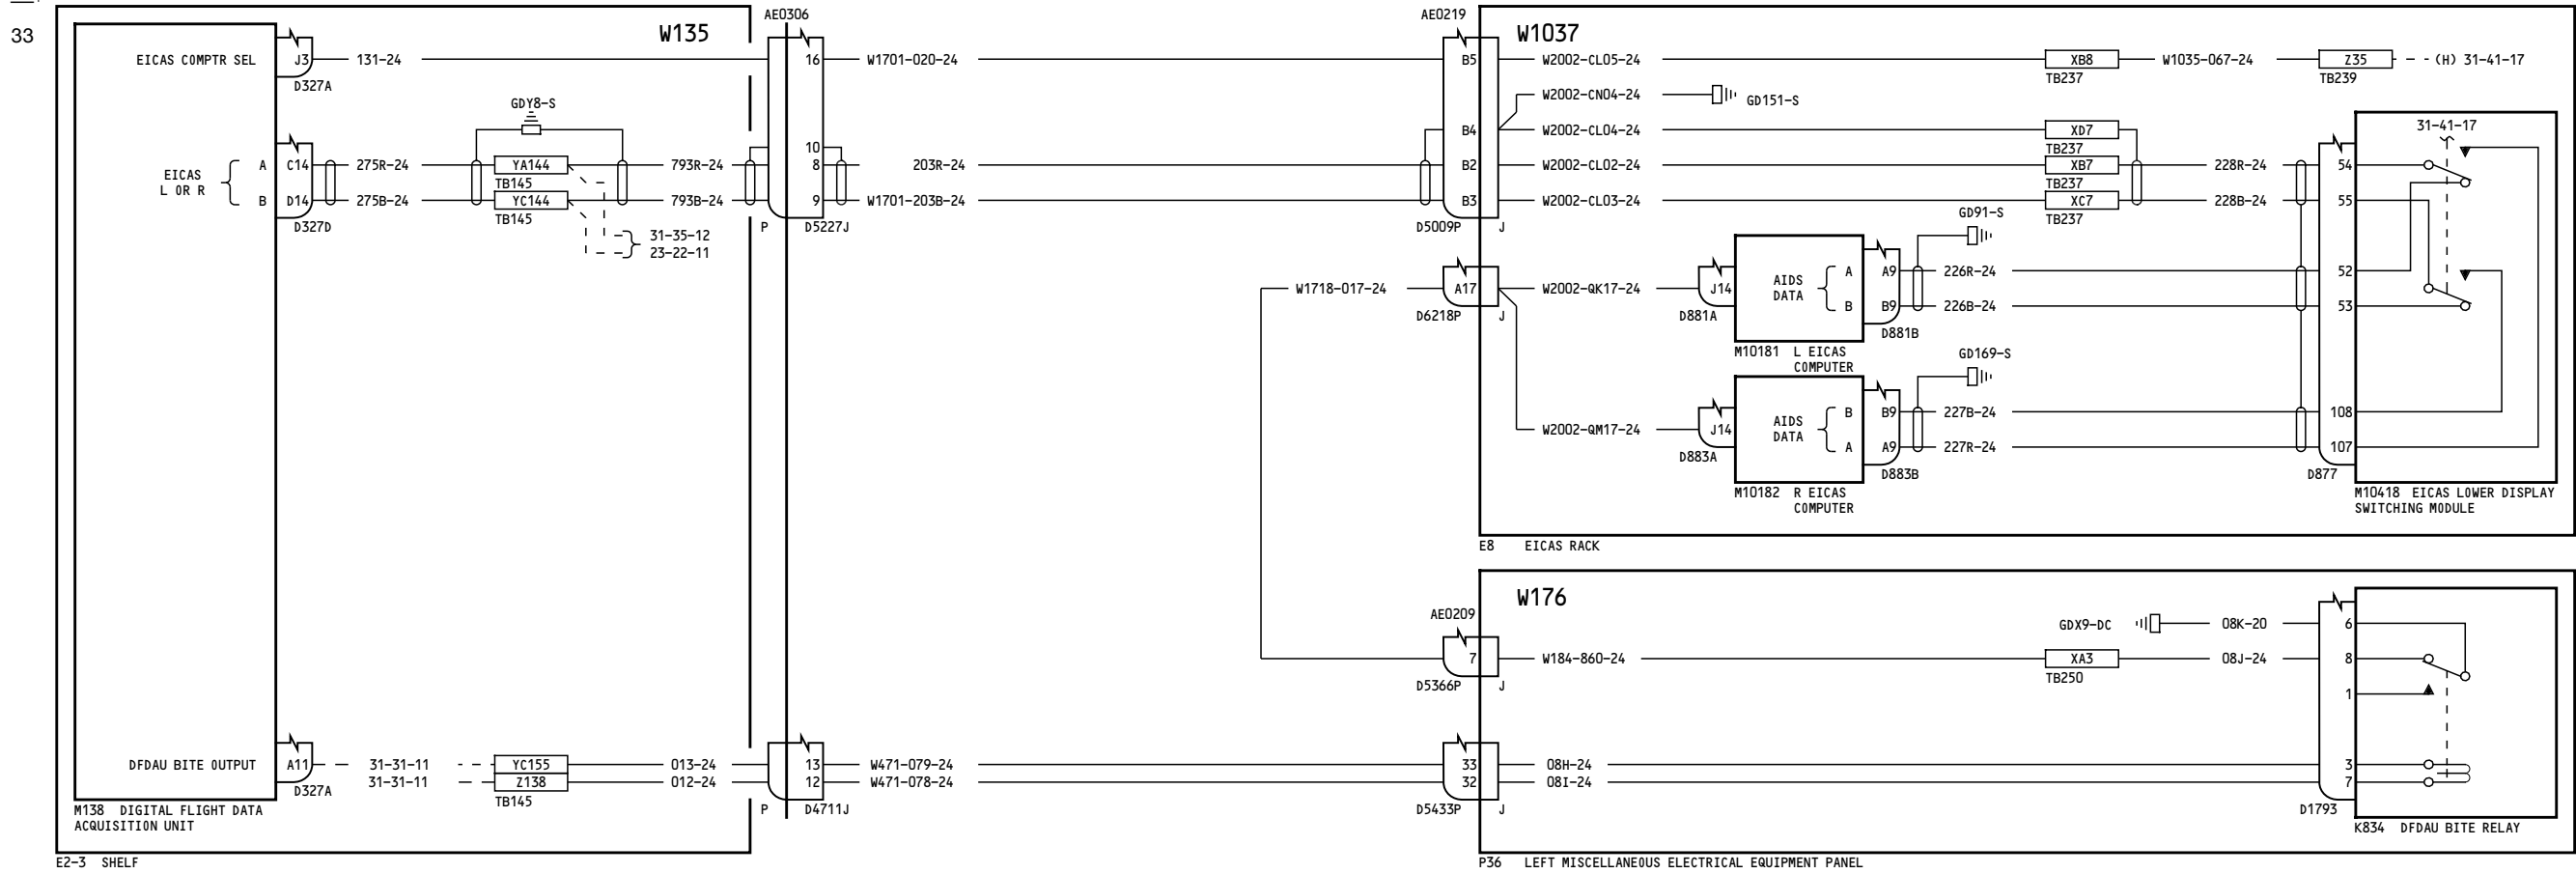 33
W135
AE0306
AE0219
W1037
EICAS COMPTR SEL
J3
131-24
16
W1701-020-24
B5
W2002-CL05-24
XB8
W1035-067-24
Z35
(H) 31-41-17
D327A
TB237
TB239
GDY8-S
W2002-CN04-24
GD151-S
B4
W2002-CL04-24
XD7
TB237
31-41-17
10
EICAS
L OR R
A
C14
275R-24
YA144
TB145
793R-24
8
203R-24
B2
W2002-CL02-24
XB7
TB237
228R-24
54
B
D14
275B-24
YC144
TB145
793B-24
9
W1701-203B-24
B3
W2002-CL03-24
XC7
TB237
228B-24
55
D327D
P
D5227J
D5009P
J
GD91-S
31-35-12
23-22-11
W1718-017-24
A17
D6218P
J
W2002-QK17-24
J14
D881A
AIDS
DATA
A
A9
226R-24
52
B
B9
226B-24
53
D881B
M10181 L EICAS
COMPUTER
GD169-S
W2002-QM17-24
J14
D883A
AIDS
DATA
B
B9
227B-24
108
A
A9
227R-24
107
D883B
D877
M10182 R EICAS
COMPUTER
M10418 EICAS LOWER DISPLAY
SWITCHING MODULE
E8 EICAS RACK
W176
AE0209
GDX9-DC
08K-20
6
7
W184-860-24
XA3
TB250
08J-24
8
1
D5366P
J
DFDAU BITE OUTPUT
A11
31-31-11
YC155
013-24
13
W471-079-24
33
08H-24
3
31-31-11
Z138
012-24
12
W471-078-24
32
08I-24
7
D327A
TB145
P
D4711J
D5433P
J
D1793
M138 DIGITAL FLIGHT DATA
ACQUISITION UNIT
K834 DFDAU BITE RELAY
E2-3 SHELF
P36 LEFT MISCELLANEOUS ELECTRICAL EQUIPMENT PANEL